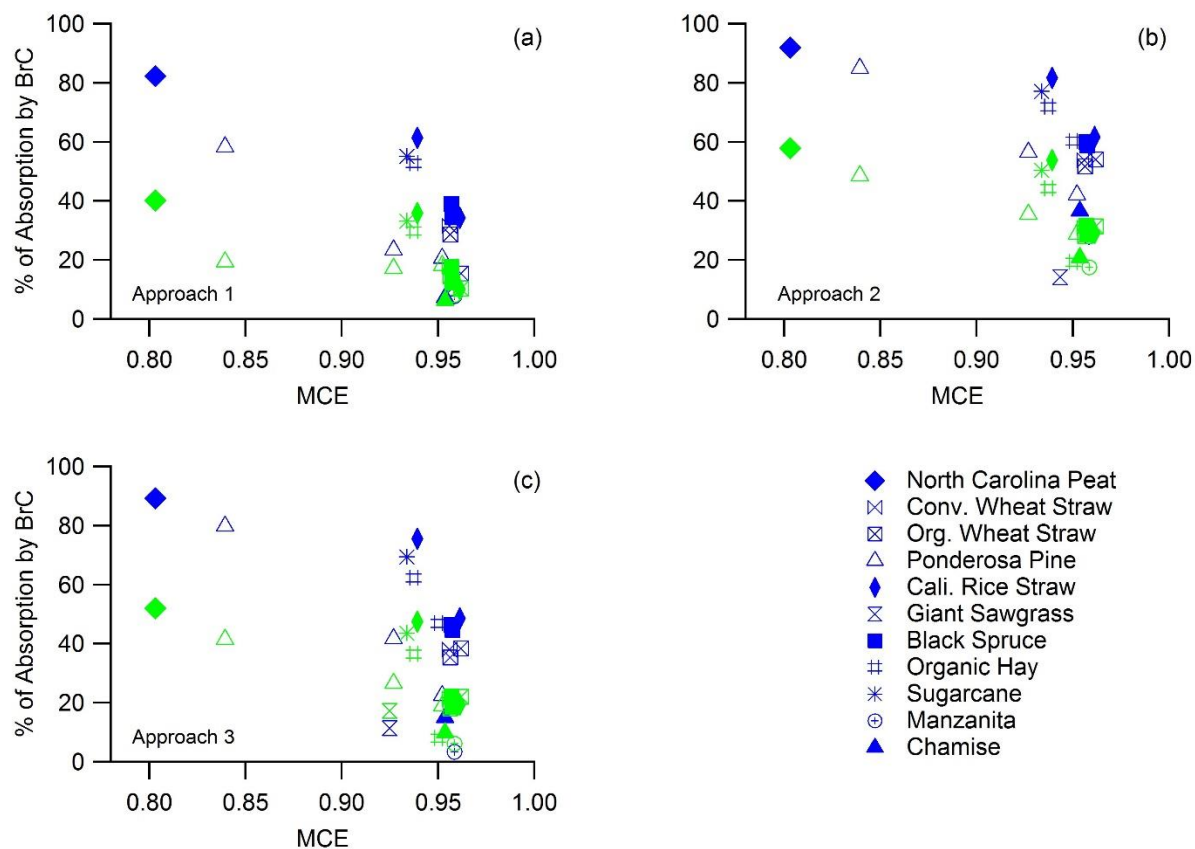 100
80
60
40
20
0
% of Absorption by BrC
(a)
Approach 1
0.80 0.85 0.90 0.95 1.00
MCE
100
80
60
40
20
0
% of Absorption by BrC
(b)
Approach 2
0.80 0.85 0.90 0.95 1.00
MCE
100
80
60
40
20
0
% of Absorption by BrC
(c)
Approach 3
0.80 0.85 0.90 0.95 1.00
MCE
North Carolina Peat
Conv. Wheat Straw
Org. Wheat Straw
Ponderosa Pine
Cali. Rice Straw
Giant Sawgrass
Black Spruce
Organic Hay
Sugarcane
Manzanita
Chamise